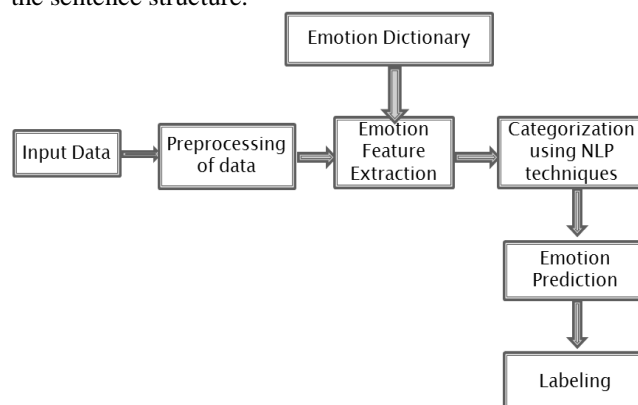 the sentence structure.
Emotion Dictionary
Input Data
Preprocessing
of data
Emotion
Feature
Extraction
Categorization
using NLP
techniques
Emotion
Prediction
Labeling